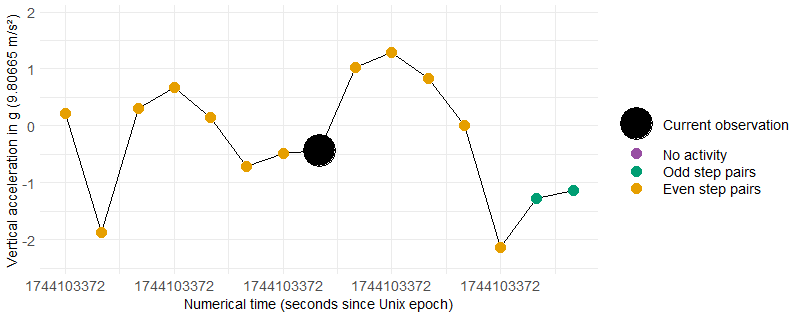 Vertical acceleration in g (9.80665 m/s²)
2
1
0
-1
-2
1744103372 1744103372 1744103372 1744103372 1744103372
Numerical time (seconds since Unix epoch)
Current observation
No activity
Odd step pairs
Even step pairs